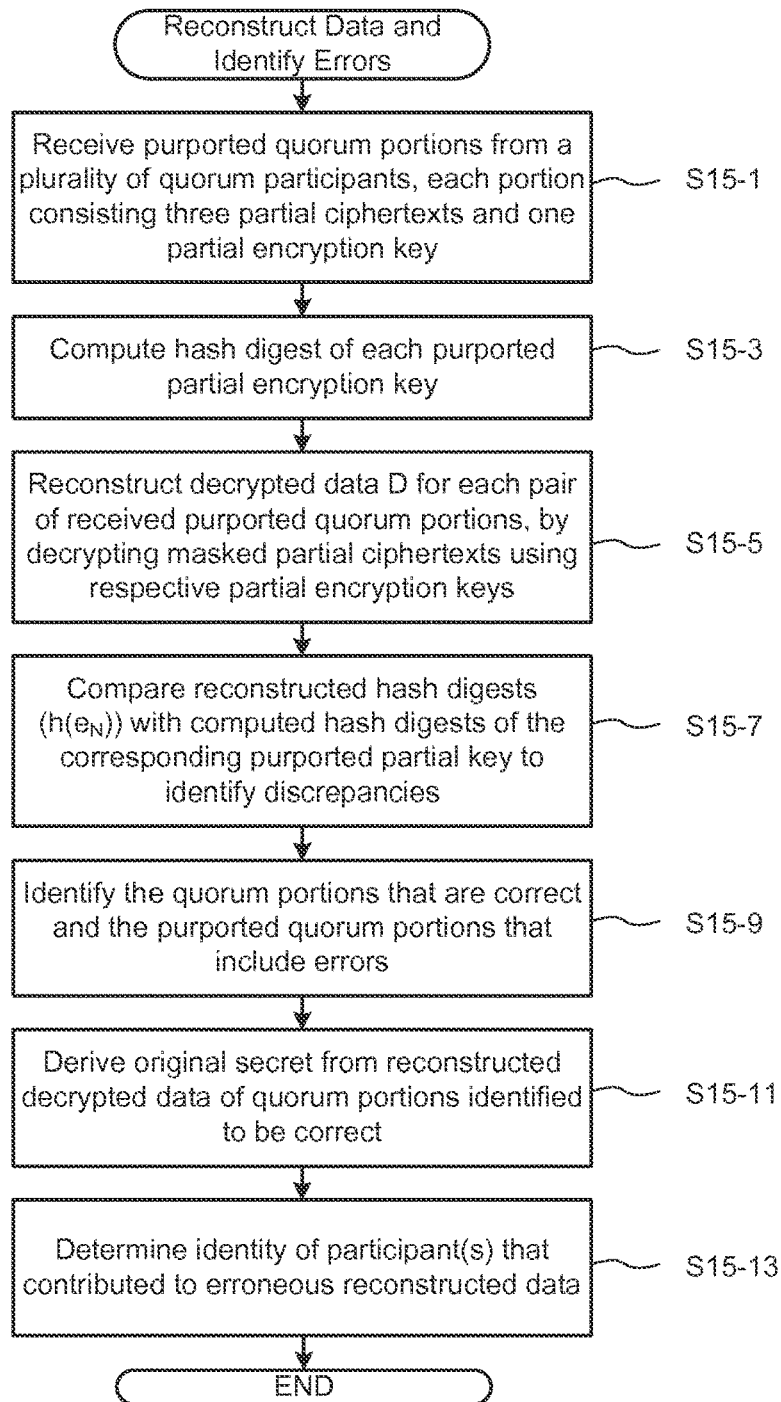 Reconstruct Data and
Identify Errors
Receive purported quorum portions from a
plurality of quorum participants, each portion
consisting three partial ciphertexts and one
partial encryption key
S15-1
Compute hash digest of each purported
partial encryption key
S15-3
Reconstruct decrypted data D for each pair
of received purported quorum portions, by
decrypting masked partial ciphertexts using
respective partial encryption keys
S15-5
Compare reconstructed hash digests
(h(eN)) with computed hash digests of the
corresponding purported partial key to
identify discrepancies
S15-7
Identify the quorum portions that are correct
and the purported quorum portions that
include errors
S15-9
Derive original secret from reconstructed
decrypted data of quorum portions identified
to be correct
S15-11
Determine identity of participant(s) that
contributed to erroneous reconstructed data
S15-13
END